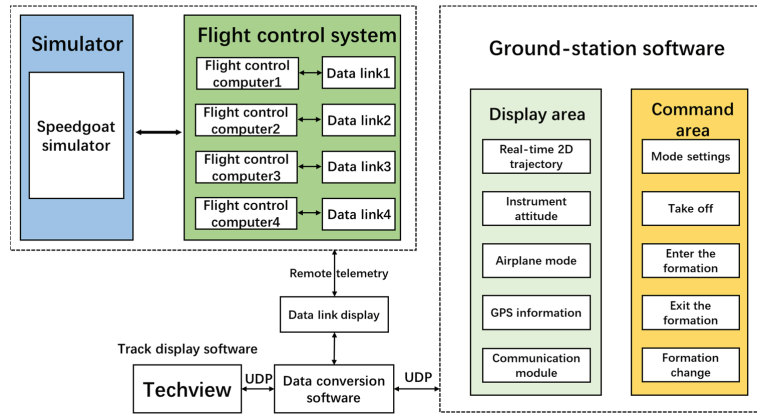 Simulator
Speedgoat
simulator
Flight control system
Flight control
computer1
Data link1
Flight control
computer2
Data link2
Flight control
computer3
Data link3
Flight control
computer4
Data link4
Remote telemetry
Data link display
Track display software
Techview
UDP
Data conversion
software
UDP
Ground-station software
Display area
Real-time 2D
trajectory
Instrument
attitude
Airplane mode
GPS information
Communication
module
Command
area
Mode settings
Take off
Enter the
formation
Exit the
formation
Formation
change